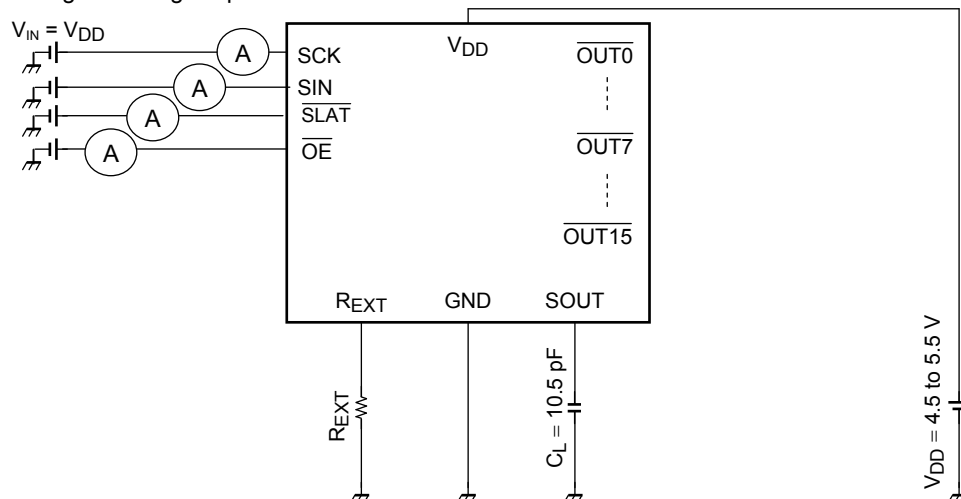 V_IN = V_DD
A
SCK
V_DD
OUT0
A
SIN
A
SLAT
A
OE
OUT7
OUT15
R_EXT
GND
SOUT
R_EXT
C_L = 10.5 pF
V_DD = 4.5 to 5.5 V